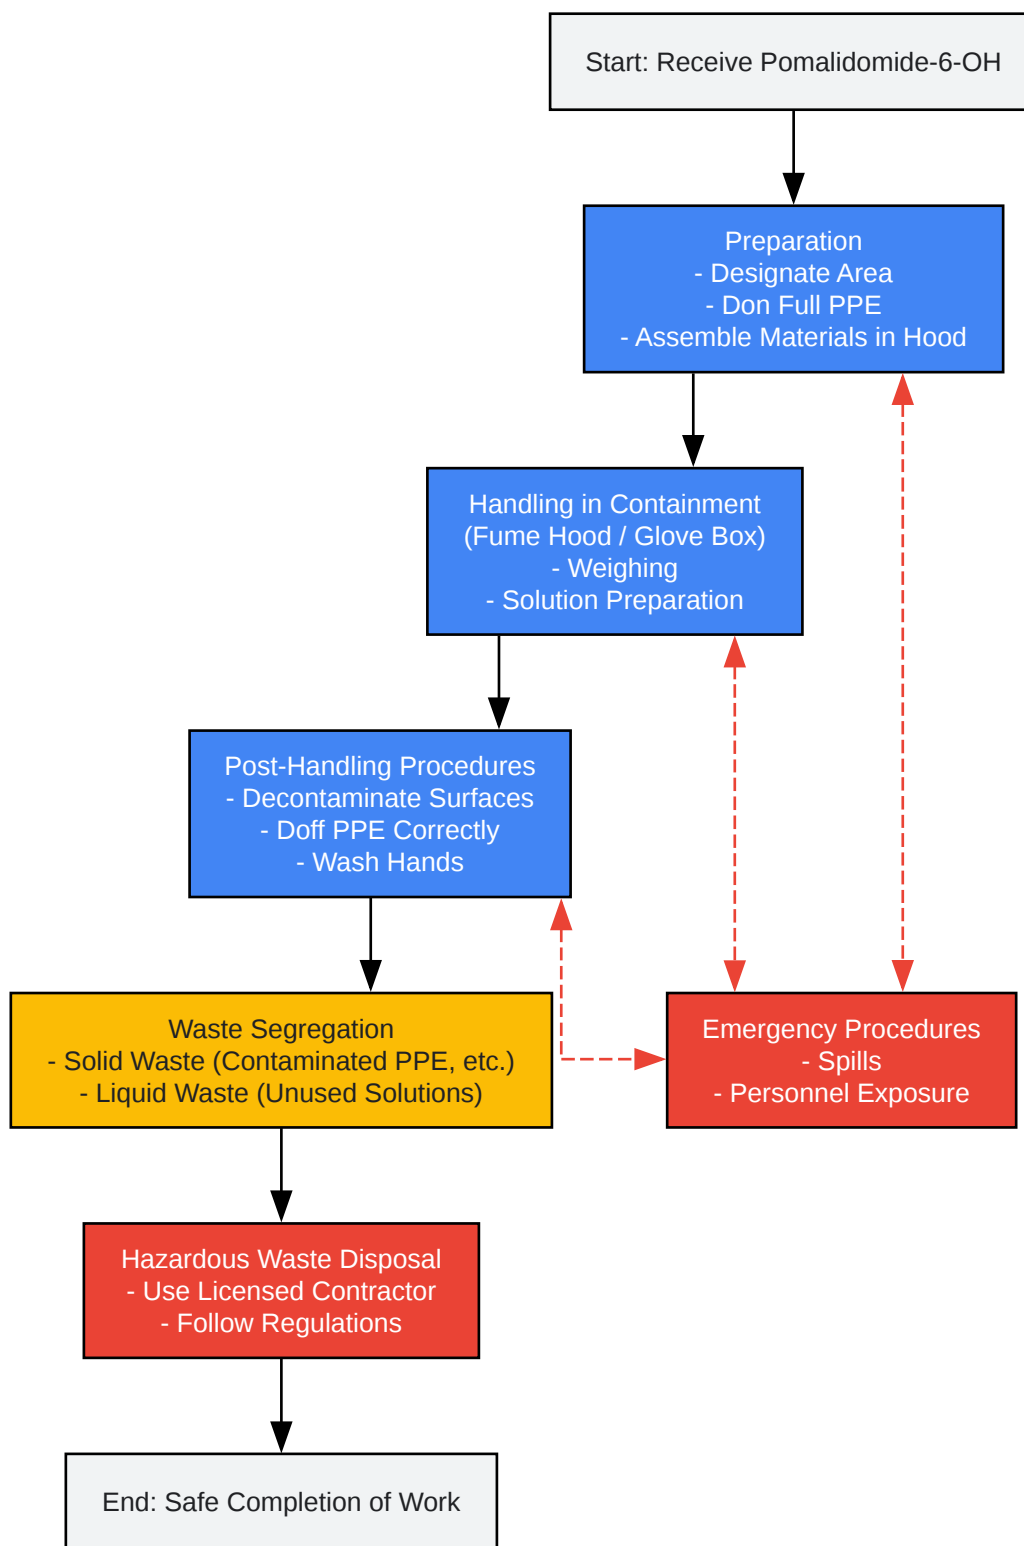 Start: Receive Pomalidomide-6-OH
Preparation
- Designate Area
- Don Full PPE
- Assemble Materials in Hood
Handling in Containment
(Fume Hood / Glove Box)
- Weighing
- Solution Preparation
Post-Handling Procedures
- Decontaminate Surfaces
- Doff PPE Correctly
- Wash Hands
Waste Segregation
- Solid Waste (Contaminated PPE, etc.)
- Liquid Waste (Unused Solutions)
Emergency Procedures
- Spills
- Personnel Exposure
Hazardous Waste Disposal
- Use Licensed Contractor
- Follow Regulations
End: Safe Completion of Work